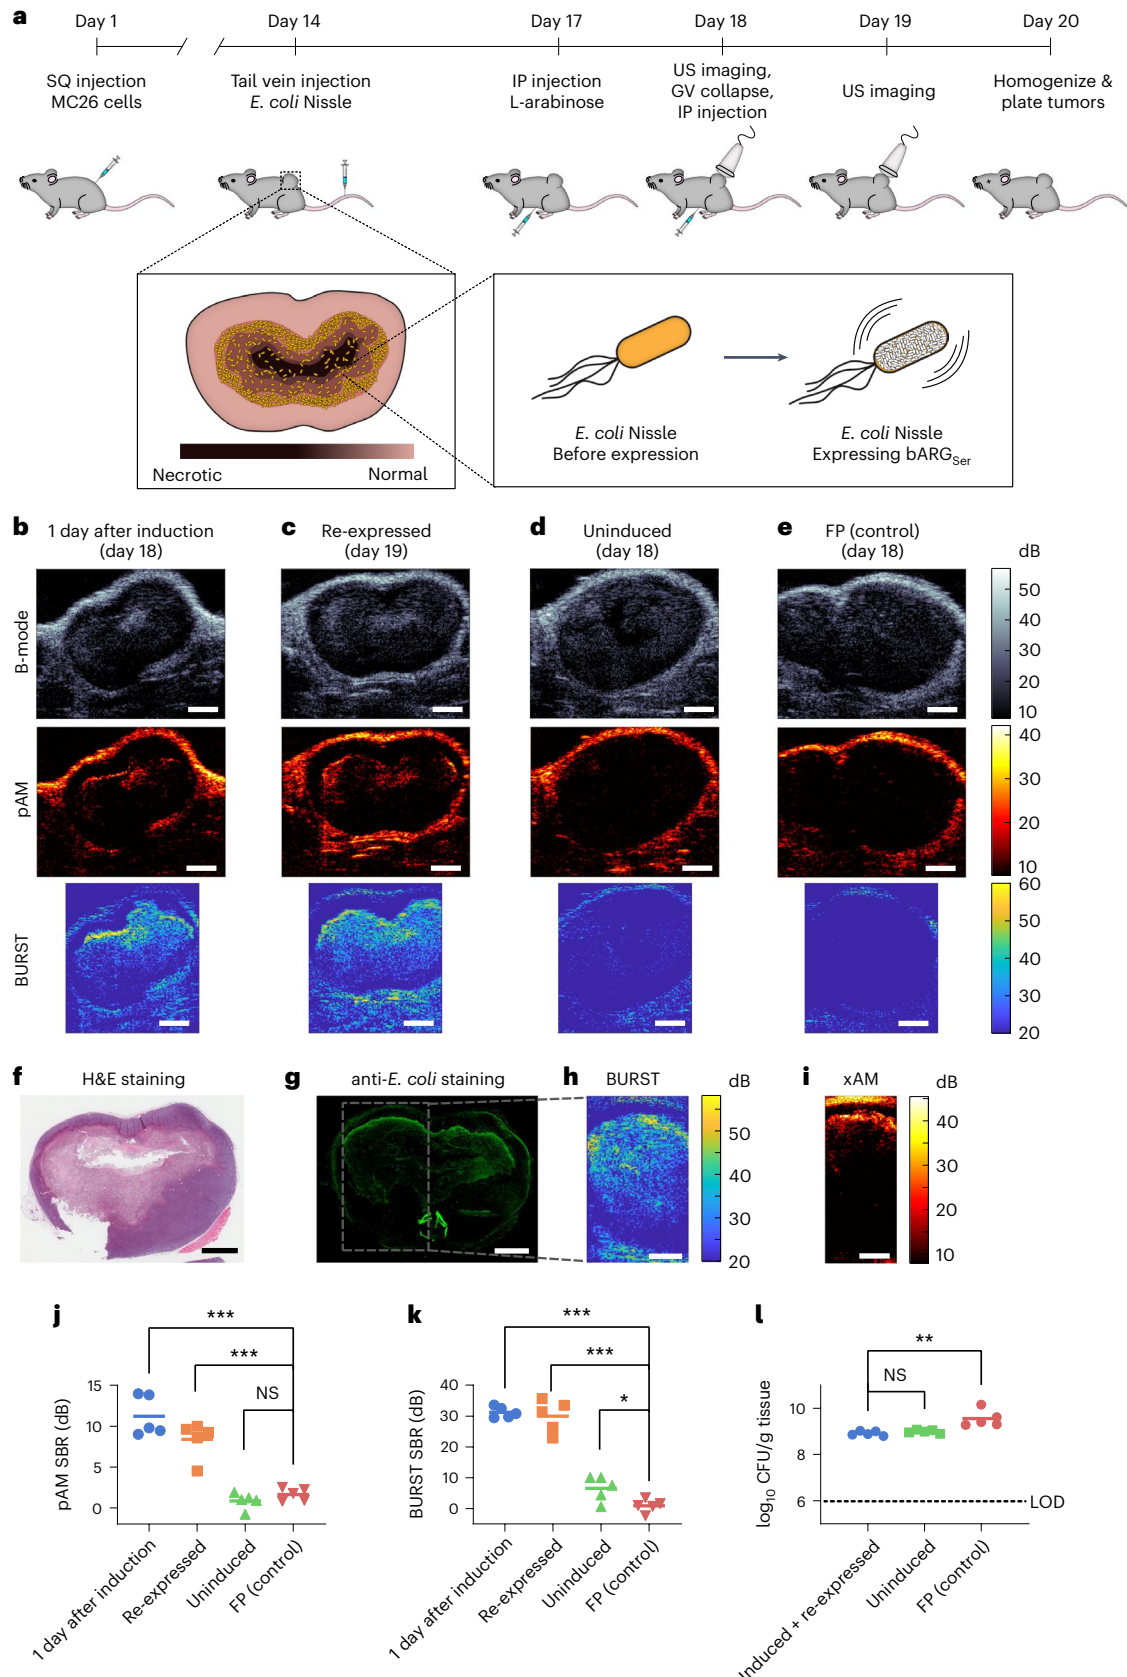 a
Day 1
Day 14
Day 17
Day 18
Day 19
Day 20
SQ injection
MC26 cells
Tail vein injection
E. coli Nissle
IP injection
L-arabinose
US imaging,
GV collapse,
IP injection
US imaging
Homogenize &
plate tumors
Necrotic
Normal
E. coli Nissle
Before expression
E. coli Nissle
Expressing bARGSer
b
1 day after induction
(day 18)
c
Re-expressed
(day 19)
d
Uninduced
(day 18)
e
FP (control)
(day 18)
dB
B-mode
50
40
30
20
10
pAM
40
30
20
10
BURST
60
50
40
30
20
f
H&E staining
g
anti-E. coli staining
h
BURST
dB
50
40
30
20
i
xAM
dB
40
30
20
10
j
***
***
NS
pAM SBR (dB)
15
10
5
0
1 day after induction
Re-expressed
Uninduced
FP (control)
k
***
***
*
BURST SBR (dB)
40
30
20
10
0
1 day after induction
Re-expressed
Uninduced
FP (control)
l
**
NS
log10 CFU/g tissue
10
8
6
LOD
Induced + re-expressed
Uninduced
FP (control)